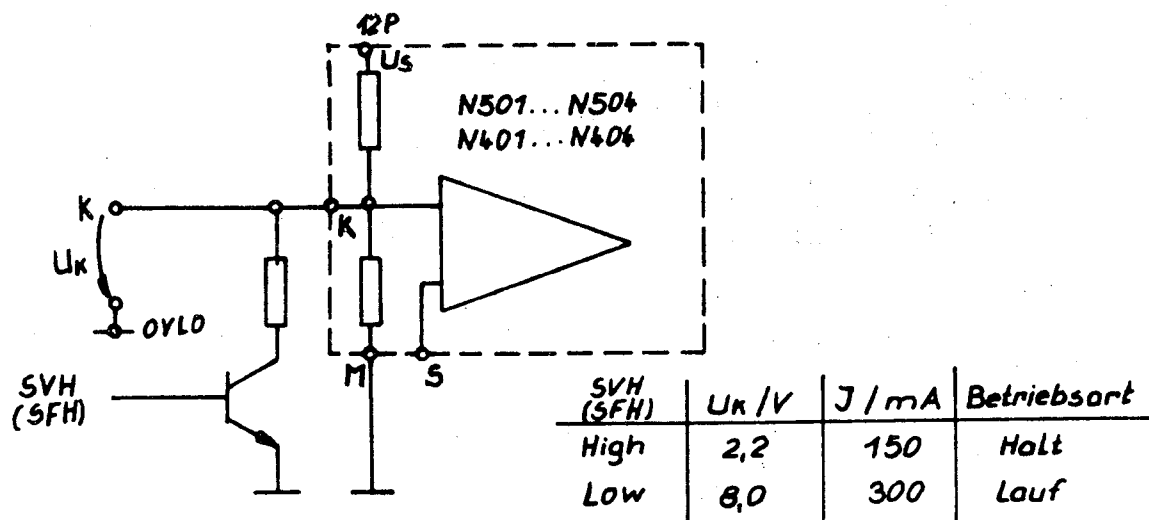 12P
US
N501...N504
N401...N404
K
K
UK
0VL0
M
S
SVH
(SFH)
SVH
(SFH)
UK/V
J/mA
Betriebsart
High
2,2
150
Halt
Low
8,0
300
Lauf